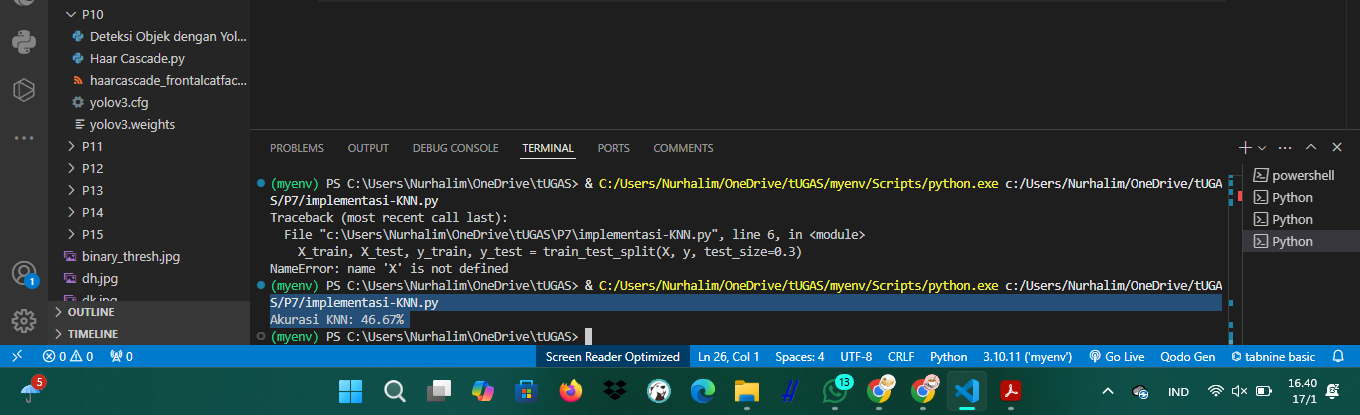 P10
Deteksi Objek dengan Yol...
Haar Cascade.py
haarcascade_frontalcatfac...
yolov3.cfg
yolov3.weights
P11
P12
P13
P14
P15
binary_thresh.jpg
dh.jpg
dk.jpg
OUTLINE
TIMELINE
1
PROBLEMS OUTPUT DEBUG CONSOLE TERMINAL PORTS COMMENTS
(myenv) PS C:\Users\Nurhalim\OneDrive\tUGAS> & C:/Users/Nurhalim/OneDrive/tUGAS/myenv/Scripts/python.exe c:/Users/Nurhalim/OneDrive/tUGA
S/P7/implementasi-KNN.py
Traceback (most recent call last):
File "c:\Users\Nurhalim\OneDrive\tUGAS\P7\implementasi-KNN.py", line 6, in <module>
X_train, X_test, y_train, y_test = train_test_split(X, y, test_size=0.3)
NameError: name 'X' is not defined
(myenv) PS C:\Users\Nurhalim\OneDrive\tUGAS> & C:/Users/Nurhalim/OneDrive/tUGAS/myenv/Scripts/python.exe c:/Users/Nurhalim/OneDrive/tUGA
S/P7/implementasi-KNN.py
Akurasi KNN: 46.67%
(myenv) PS C:\Users\Nurhalim\OneDrive\tUGAS>
powershell
Python
Python
Python
0 0 0 Screen Reader Optimized Ln 26, Col 1 Spaces: 4 UTF-8 CRLF Python 3.10.11 ('myenv') Go Live Qodo Gen tabnine basic
5
13
IND
16.40
17/1